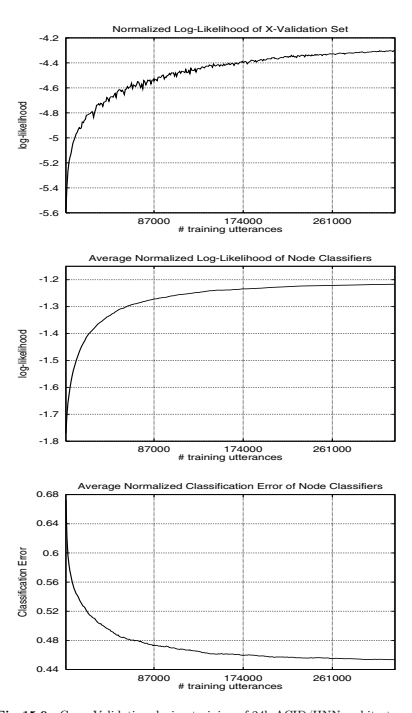 Normalized Log-Likelihood of X-Validation Set
-4.2
-4.4
-4.6
-4.8
-5
-5.2
-5.4
-5.6
log-likelihood
87000 174000 261000
# training utterances
Average Normalized Log-Likelihood of Node Classifiers
-1.2
-1.3
-1.4
-1.5
-1.6
-1.7
-1.8
log-likelihood
87000 174000 261000
# training utterances
Average Normalized Classification Error of Node Classifiers
0.68
0.64
0.6
0.56
0.52
0.48
0.44
Classification Error
87000 174000 261000
# training utterances